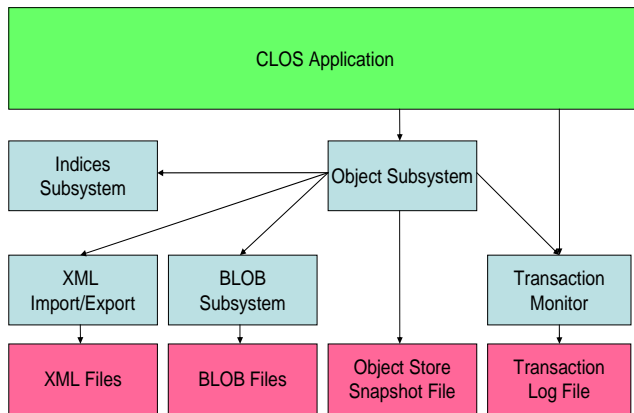 CLOS Application
Indices
Subsystem
Object Subsystem
XML
Import/Export
BLOB
Subsystem
Transaction
Monitor
XML Files
BLOB Files
Object Store
Snapshot File
Transaction
Log File